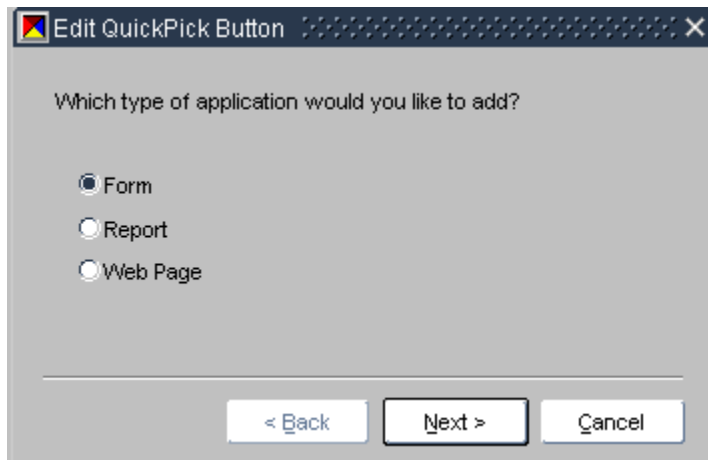 Edit QuickPick Button
Which type of application would you like to add?
Form
Report
Web Page
< Back
Next >
Cancel